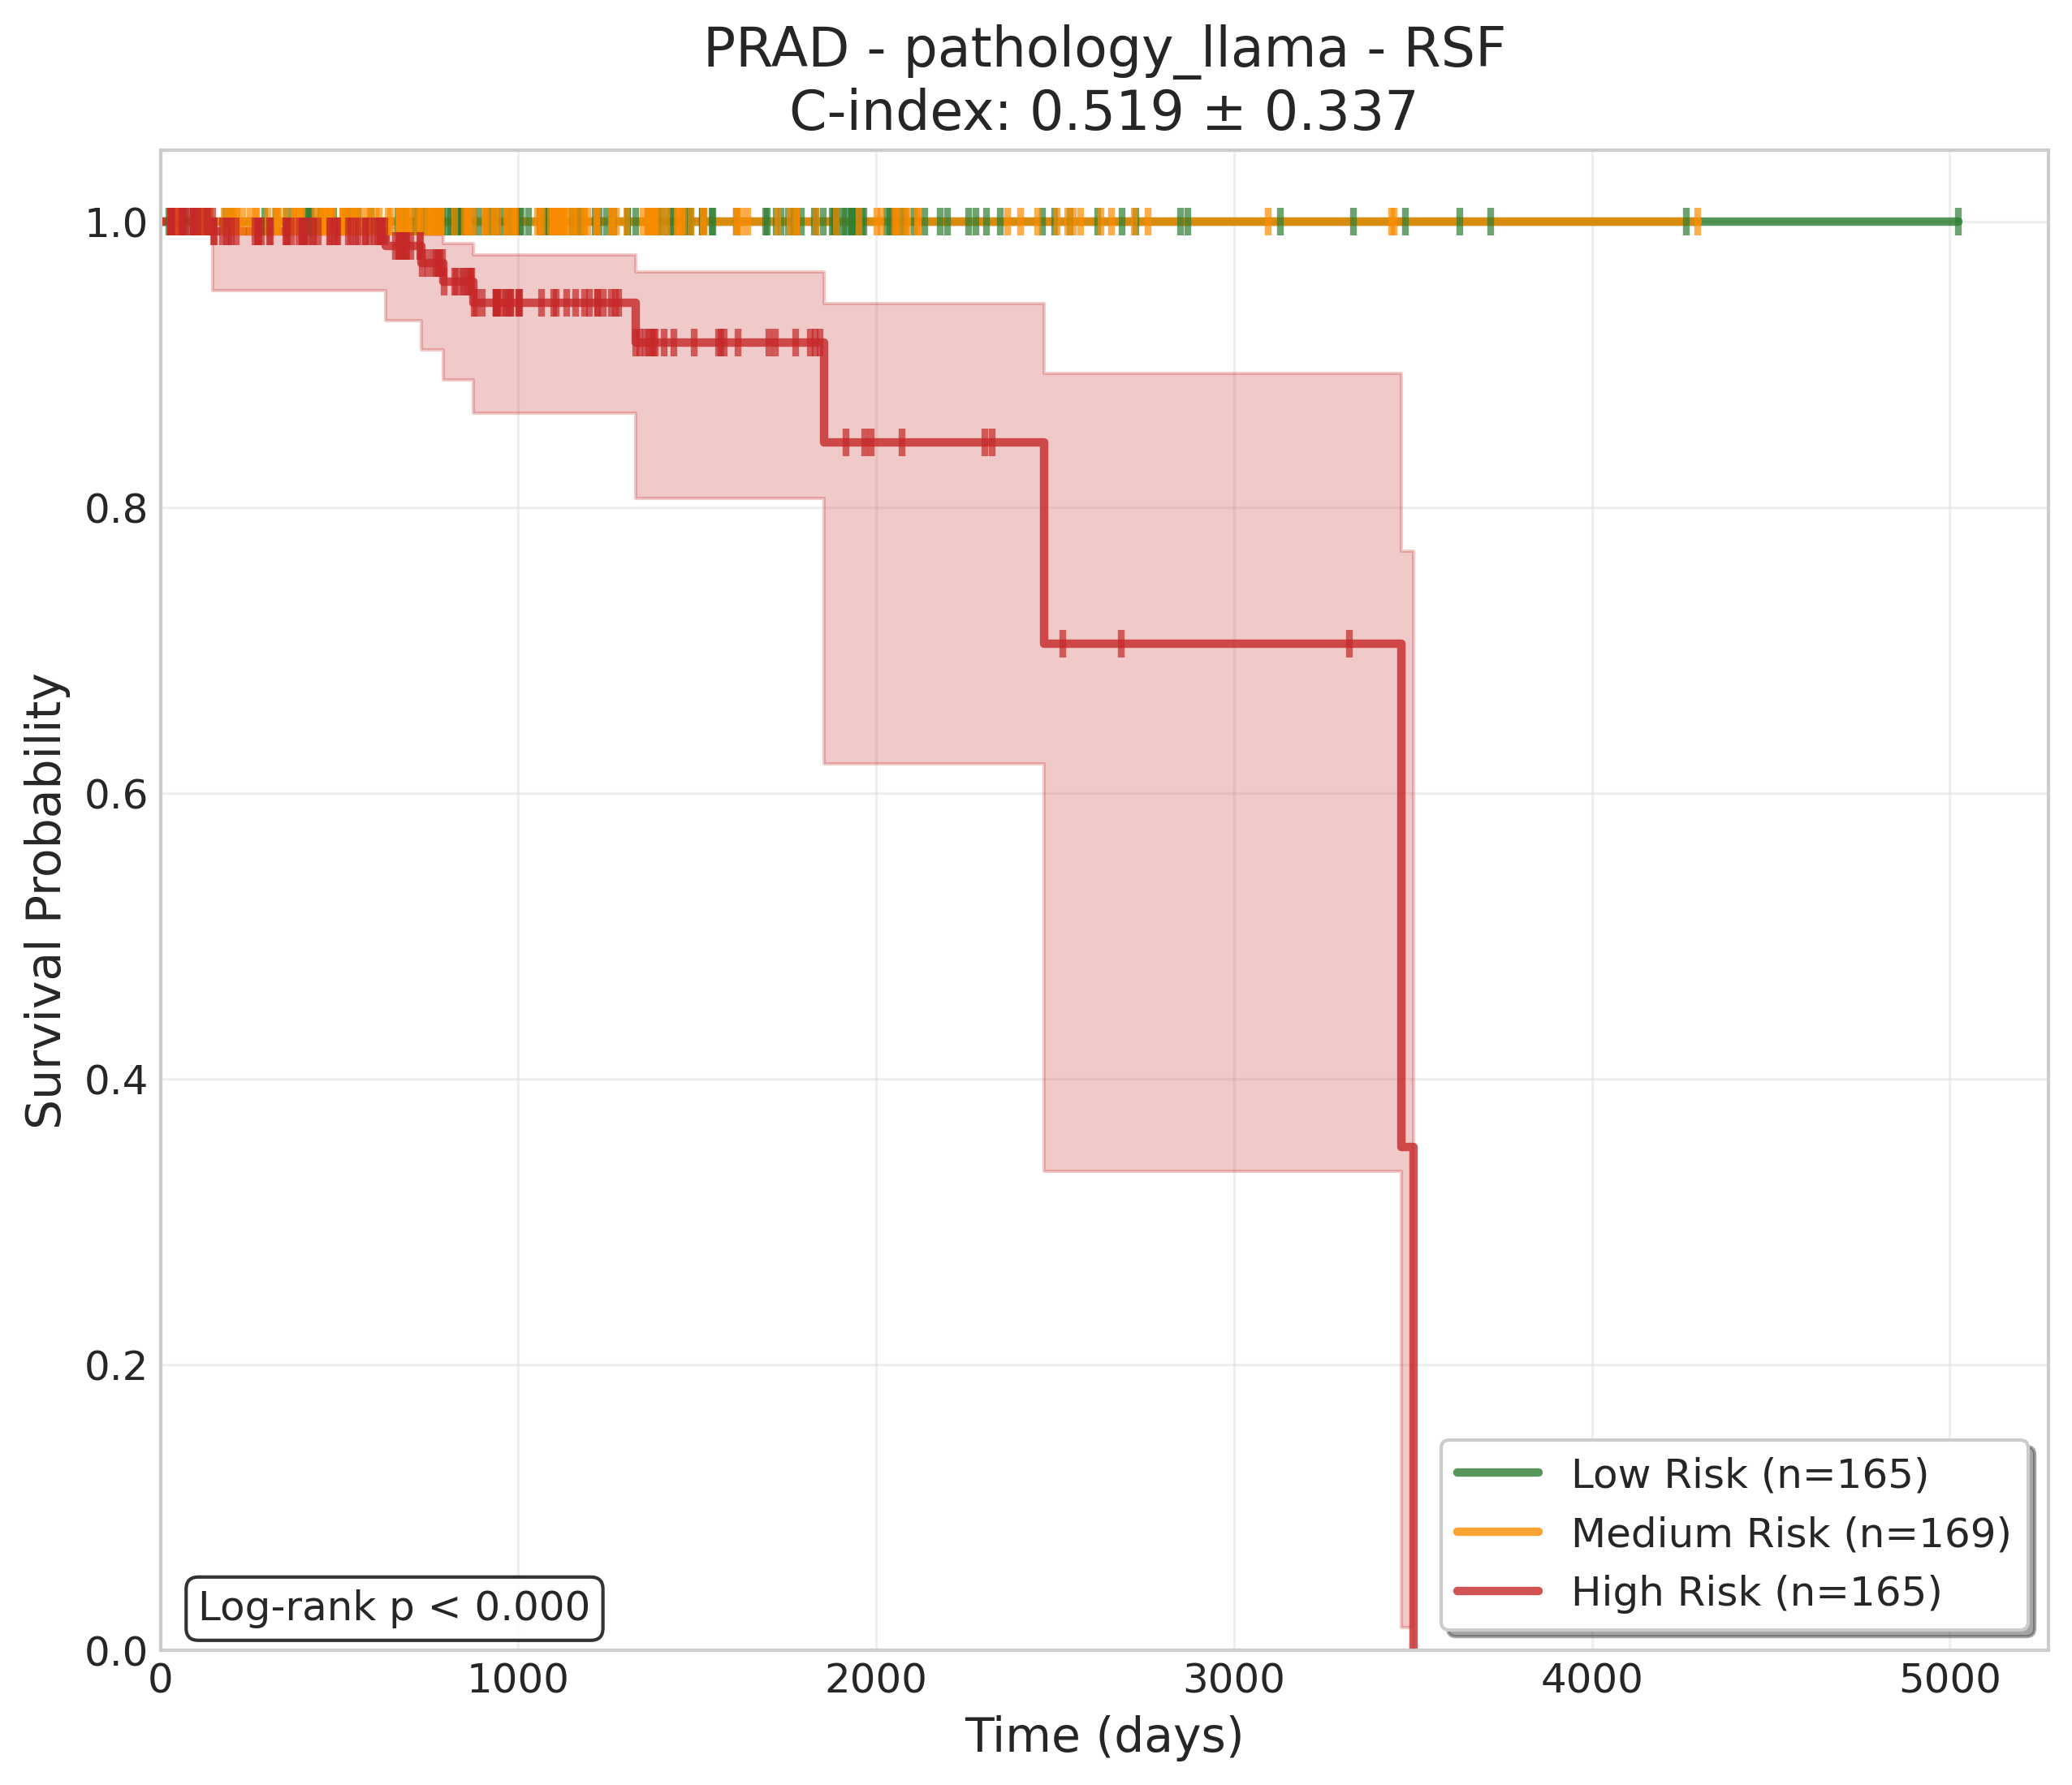 PRAD - pathology_llama - RSF
C-index: 0.519 ± 0.337
Survival Probability
1.0
0.8
0.6
0.4
0.2
0.0
0 1000 2000 3000 4000 5000
Time (days)
Log-rank p < 0.000
Low Risk (n=165)
Medium Risk (n=169)
High Risk (n=165)